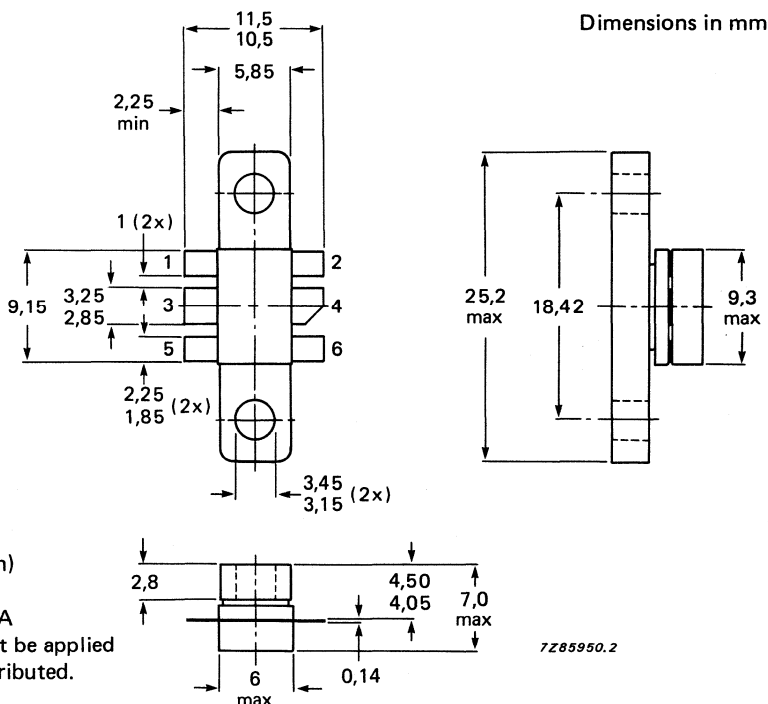 Dimensions in mm
11,5
10,5
5,85
2,25
min
1 (2x)
1
2
9,15
3,25
2,85
3
4
5
6
2,25
1,85 (2x)
3,45
3,15 (2x)
25,2
max
18,42
9,3
max
2,8
4,50
4,05
7,0
max
0,14
6
max
7Z85950.2
n)
A
t be applied
ributed.